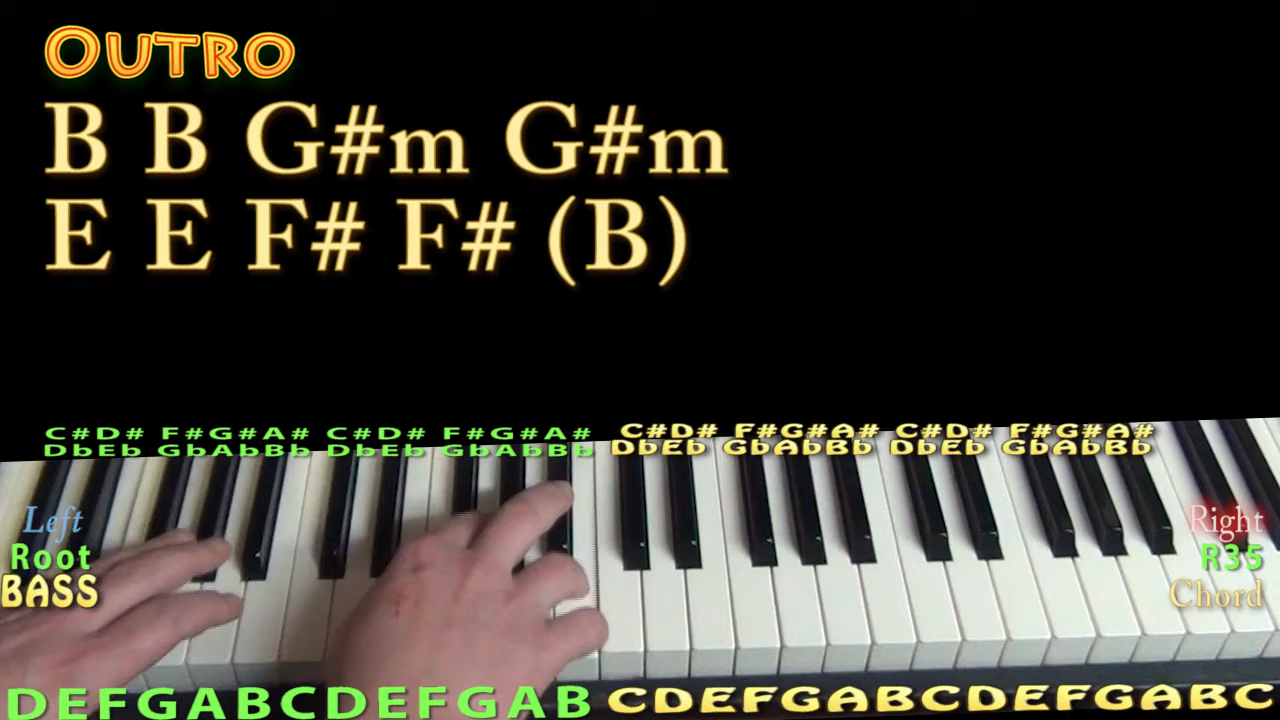 OUTRO
B B G#m G#m
E E F# F# (B)
C#D# F#G#A# C#D# F#G#A# C#D# F#G#A# C#D# F#G#A#
DbEb GbAbBb DbEb GbAbBb DbEb GbAbBb DbEb GbAbBb
Left
Root
BASS
Right
R35
Chord
DEFGABCDEFGAB CDEFGABCDEFGABC